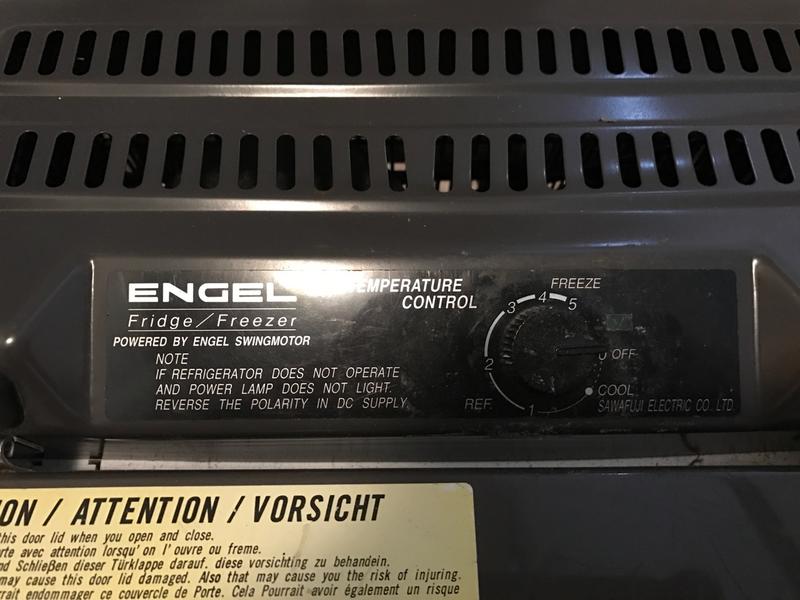 ENGEL
Fridge/Freezer
POWERED BY ENGEL SWINGMOTOR
NOTE
IF REFRIGERATOR DOES NOT OPERATE
AND POWER LAMP DOES NOT LIGHT.
REVERSE THE POLARITY IN DC SUPPLY
TEMPERATURE
CONTROL
FREEZE
3 4 5
2
0 OFF
COOL
REF. 1
SAWAFUJI ELECTRIC CO. LTD.
ION / ATTENTION / VORSICHT
this door lid when you open and close.
rte avec attention lorsqu' on l' ouvre ou freme.
nd Schließen dieser Türklappe darauf, diese vorsichting zu behandein.
may cause this door lid damaged. Also that may cause you the risk of injuring.
rrait endommager ce couvercle de Porte. Cela Pourrait avoir également un risque